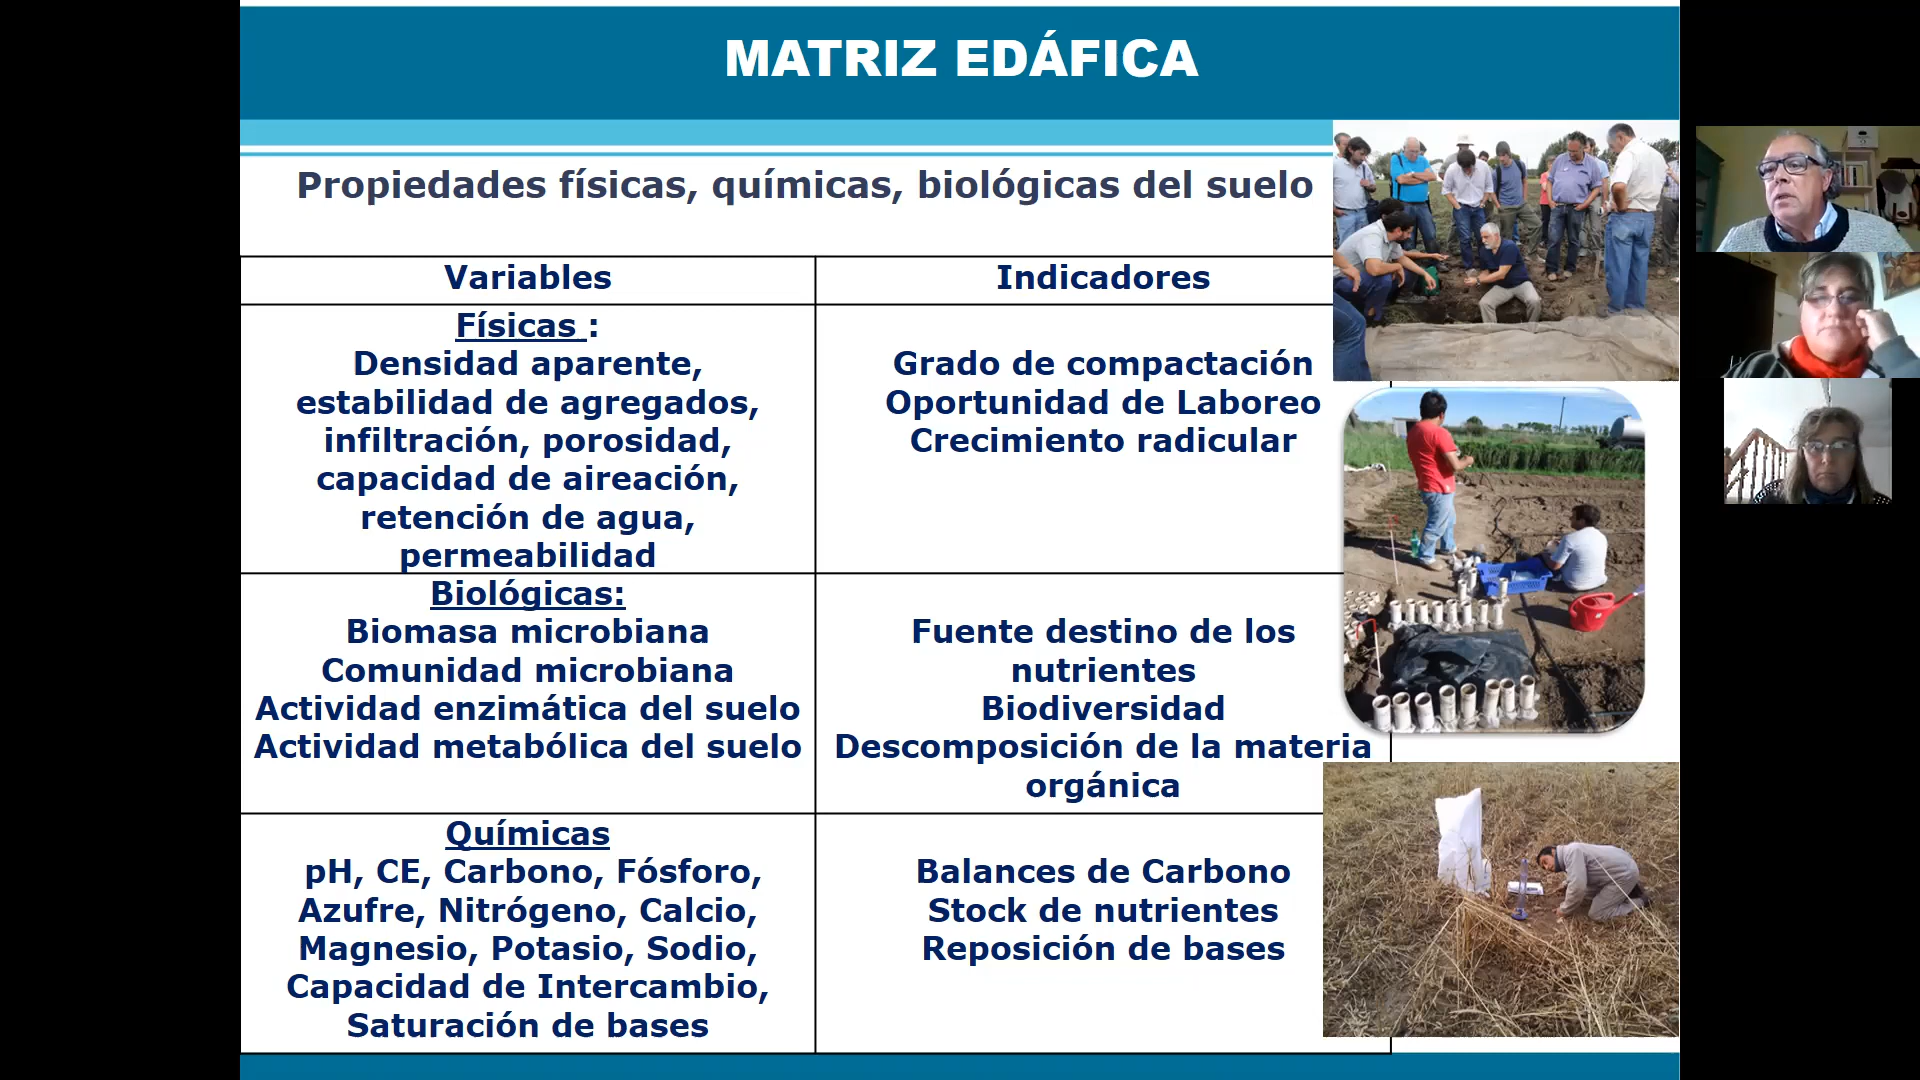 MATRIZ EDÁFICA
Propiedades físicas, químicas, biológicas del suelo
Variables
Indicadores
Físicas :
Densidad aparente,
estabilidad de agregados,
infiltración, porosidad,
capacidad de aireación,
retención de agua,
permeabilidad
Grado de compactación
Oportunidad de Laboreo
Crecimiento radicular
Biológicas:
Biomasa microbiana
Comunidad microbiana
Actividad enzimática del suelo
Actividad metabólica del suelo
Fuente destino de los
nutrientes
Biodiversidad
Descomposición de la materia
orgánica
Químicas
pH, CE, Carbono, Fósforo,
Azufre, Nitrógeno, Calcio,
Magnesio, Potasio, Sodio,
Capacidad de Intercambio,
Saturación de bases
Balances de Carbono
Stock de nutrientes
Reposición de bases